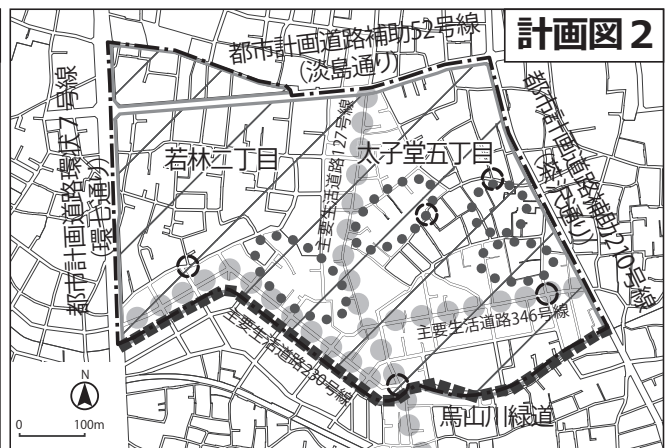 計画図2
都市計画道路補助52号線
(淡島通り)
都市計画道路環状7号線
(環七通り)
若林二丁目
主要生活道路127号線
太子堂五丁目
都市計画道路補助210号線
(茶沢通り)
主要生活道路346号線
主要生活道路230号線
烏山川緑道
N
0 100m